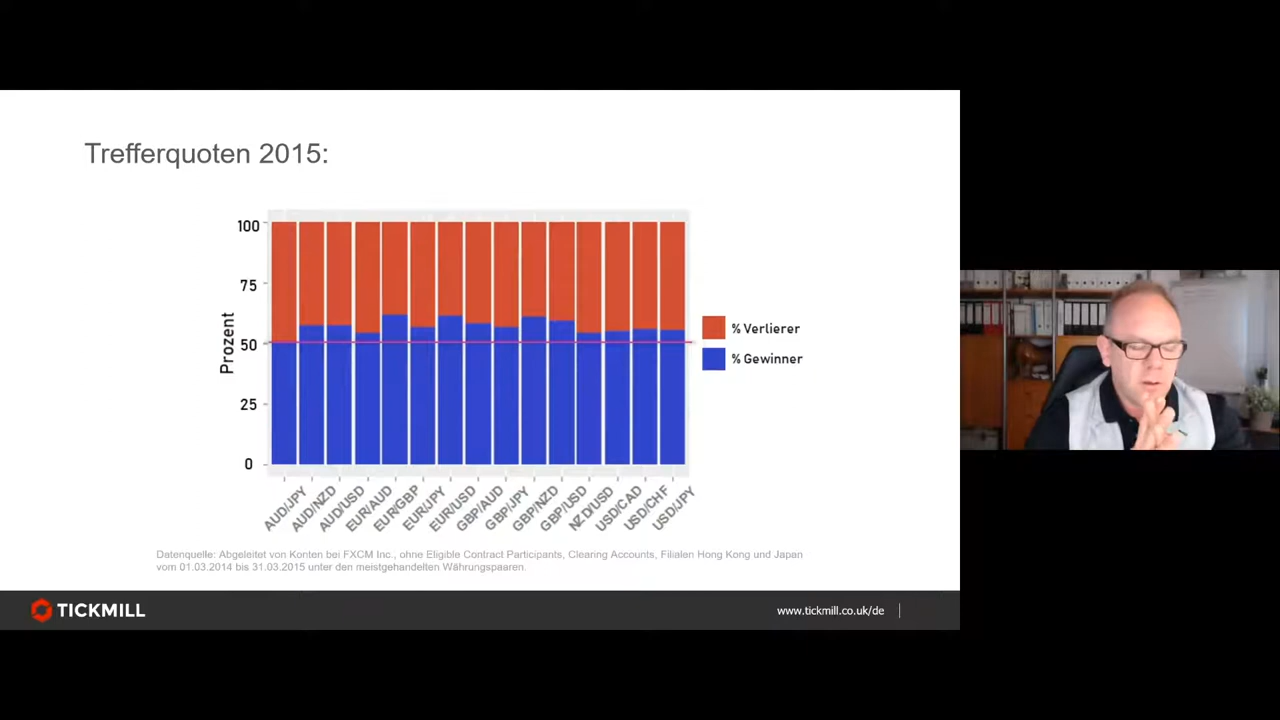 Trefferquoten 2015:
100
75
50
25
0
Prozent
% Verlierer
% Gewinner
AUD/JPY
AUD/NZD
AUD/USD
EUR/AUD
EUR/GBP
EUR/JPY
EUR/USD
GBP/AUD
GBP/JPY
GBP/NZD
GBP/USD
NZD/USD
USD/CAD
USD/CHF
USD/JPY
Datenquelle: Abgeleitet von Konten bei FXCM Inc., ohne Eligible Contract Participants, Clearing Accounts, Filialen Hong Kong und Japan
vom 01.03.2014 bis 31.03.2015 unter den meistgehandelten Währungspaaren.
TICKMILL
www.tickmill.co.uk/de